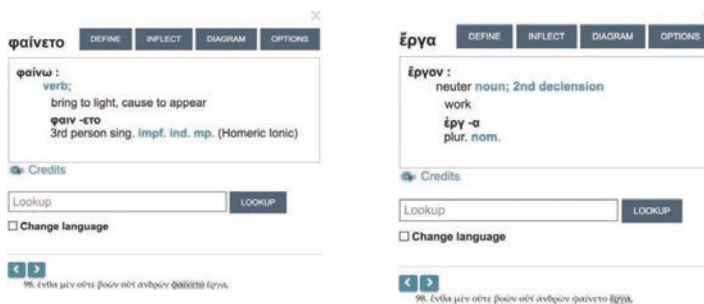 φαίνετο DEFINE INFLECT DIAGRAM OPTIONS
φαίνω :
verb;
bring to light, cause to appear
φαιν -ετο
3rd person sing. impf. ind. mp. (Homeric Ionic)
Credits
Lookup LOOKUP
Change language
98. ἔνθα μὲν οὔτε βοῶν οὔτ ἀνδρῶν φαίνετο ἔργα,
ἔργα DEFINE INFLECT DIAGRAM OPTIONS
ἔργον :
neuter noun; 2nd declension
work
ἐργ -α
plur. nom.
Credits
Lookup LOOKUP
Change language
98. ἔνθα μὲν οὔτε βοῶν οὔτ ἀνδρῶν φαίνετο ἔργα,